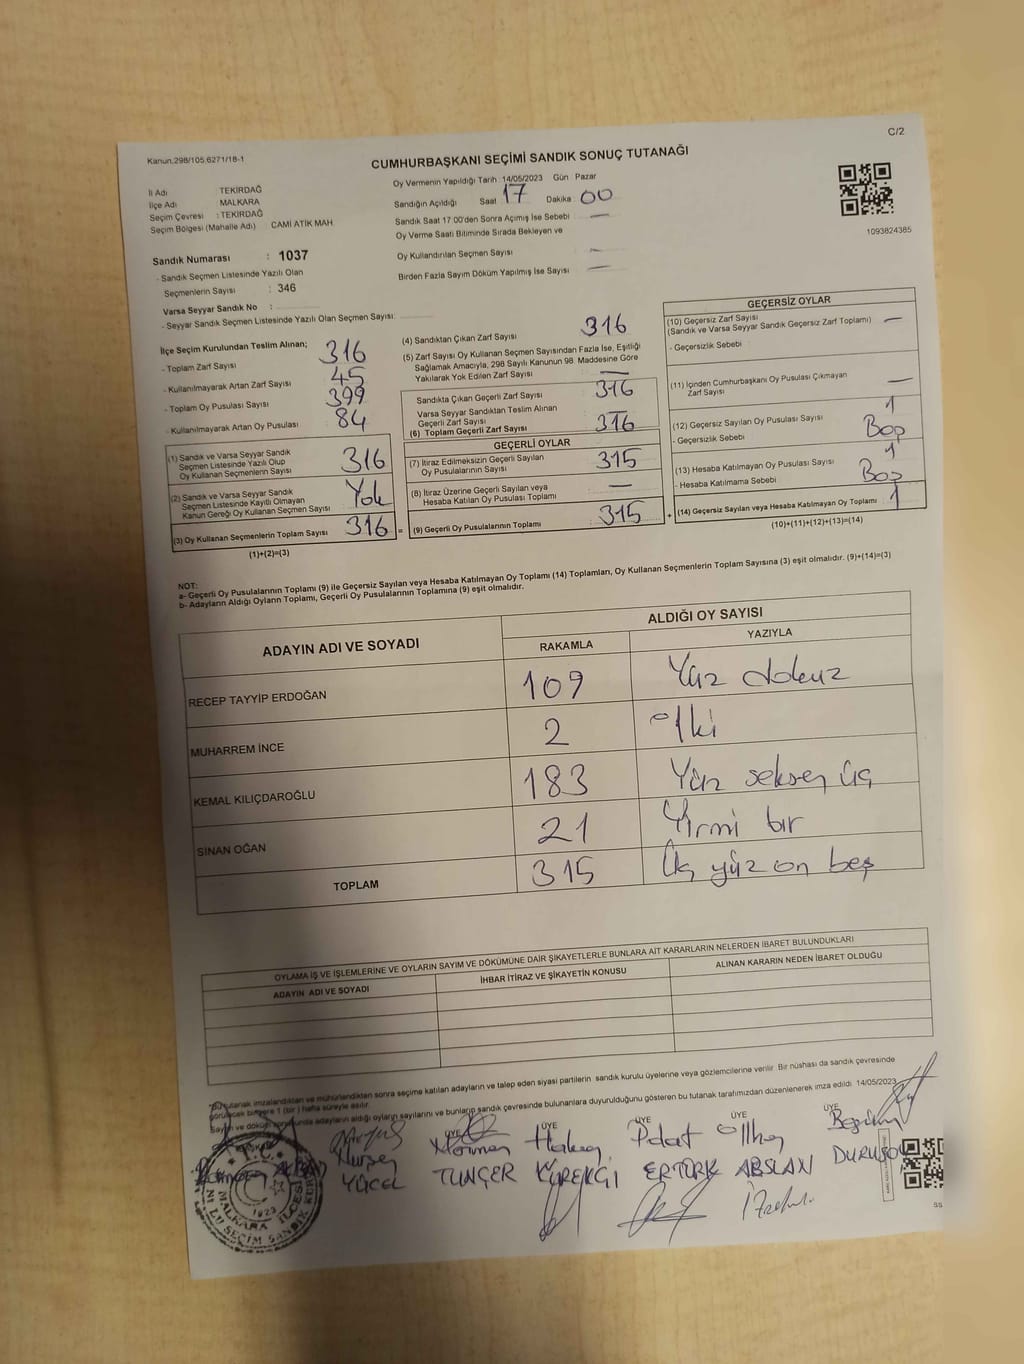 C/2
Kanun.298/105,6271/18-1
CUMHURBAŞKANI SEÇİMİ SANDIK SONUÇ TUTANAĞI
İl Adı TEKİRDAĞ
İlçe Adı MALKARA
Seçim Çevresi : TEKİRDAĞ
Seçim Bölgesi (Mahalle Adı) CAMİ ATİK MAH
Sandık Numarası : 1037
- Sandık Seçmen Listesinde Yazılı Olan
Seçmenlerin Sayısı : 346
Varsa Seyyar Sandık No :
- Seyyar Sandık Seçmen Listesinde Yazılı Olan Seçmen Sayısı:
Oy Vermenin Yapıldığı Tarih : 14/05/2023 Gün Pazar
Sandığın Açıldığı Saat 17 Dakika 00
Sandık Saat 17 00'den Sonra Açımış İse Sebebi —
Oy Verme Saati Bitiminde Sırada Bekleyen ve
Oy Kullandırılan Seçmen Sayısı —
Birden Fazla Sayım Döküm Yapılmış İse Sayısı —
1093824385
İlçe Seçim Kurulundan Teslim Alınan;
- Toplam Zarf Sayısı 316
- Kullanılmayarak Artan Zarf Sayısı 45
- Toplam Oy Pusulası Sayısı 399
- Kullanılmayarak Artan Oy Pusulası 84
(1) Sandık ve Varsa Seyyar Sandık
Seçmen Listesinde Yazılı Olup
Oy Kullanan Seçmenlerin Sayısı 316
(2) Sandık ve Varsa Seyyar Sandık
Seçmen Listesinde Kayıtlı Olmayan
Kanun Gereği Oy Kullanan Seçmen Sayısı Yok
(3) Oy Kullanan Seçmenlerin Toplam Sayısı 316 =
(1)+(2)=(3)
(4) Sandıktan Çıkan Zarf Sayısı 316
(5) Zarf Sayısı Oy Kullanan Seçmen Sayısından Fazla İse, Eşitliği
Sağlamak Amacıyla, 298 Sayılı Kanunun 98. Maddesine Göre
Yakılarak Yok Edilen Zarf Sayısı —
Sandıkta Çıkan Geçerli Zarf Sayısı 316
Varsa Seyyar Sandıktan Teslim Alınan
Geçerli Zarf Sayısı —
(6) Toplam Geçerli Zarf Sayısı 316
GEÇERLİ OYLAR
(7) İtiraz Edilmeksizin Geçerli Sayılan
Oy Pusulalarının Sayısı 315
(8) İtiraz Üzerine Geçerli Sayılan veya
Hesaba Katılan Oy Pusulası Toplamı —
(9) Geçerli Oy Pusulalarının Toplamı 315 +
GEÇERSİZ OYLAR
(10) Geçersiz Zarf Sayısı
(Sandık ve Varsa Seyyar Sandık Geçersiz Zarf Toplamı) —
- Geçersizlik Sebebi
(11) İçinden Cumhurbaşkanı Oy Pusulası Çıkmayan
Zarf Sayısı —
(12) Geçersiz Sayılan Oy Pusulası Sayısı 1
- Geçersizlik Sebebi Boş
(13) Hesaba Katılmayan Oy Pusulası Sayısı 1
- Hesaba Katılmama Sebebi Boş
(14) Geçersiz Sayılan veya Hesaba Katılmayan Oy Toplamı 1
(10)+(11)+(12)+(13)=(14)
NOT:
a- Geçerli Oy Pusulalarının Toplamı (9) ile Geçersiz Sayılan veya Hesaba Katılmayan Oy Toplamı (14) Toplamları, Oy Kullanan Seçmenlerin Toplam Sayısına (3) eşit olmalıdır. (9)+(14)=(3)
b- Adayların Aldığı Oyların Toplamı, Geçerli Oy Pusulalarının Toplamına (9) eşit olmalıdır.
ADAYIN ADI VE SOYADI ALDIĞI OY SAYISI
RAKAMLA YAZIYLA
RECEP TAYYİP ERDOĞAN 109 Yüz dokuz
MUHARREM İNCE 2 İki
KEMAL KILIÇDAROĞLU 183 Yüz seksen üç
SİNAN OĞAN 21 Yirmi bir
TOPLAM 315 Üç yüz on beş
OYLAMA İŞ VE İŞLEMLERİNE VE OYLARIN SAYIM VE DÖKÜMÜNE DAİR ŞİKAYETLERLE BUNLARA AİT KARARLARIN NELERDEN İBARET BULUNDUKLARI
ADAYIN ADI VE SOYADI İHBAR İTİRAZ VE ŞİKAYETİN KONUSU ALINAN KARARIN NEDEN İBARET OLDUĞU
*Bu tutanak imzalandıktan ve mühürlendikten sonra seçime katılan adayların ve talep eden siyasi partilerin sandık kurulu üyelerine veya gözlemcilerine verilir. Bir nüshası da sandık çevresinde
görülecek bir yere 1 (bir) hafta süreyle asılır.
Sayım ve döküm sonucunda adayların aldığı oyların sayılarını ve bunların sandık çevresinde bulunanlara duyurulduğunu gösteren bu tutanak tarafımızdan düzenlenerek imza edildi. 14/05/2023
ÜYE ÜYE ÜYE ÜYE ÜYE
Nurşen Hakan Polat İlhan
YÜCEL TUNÇER KÜREKÇİ ERTÜRK ABSLAN DURUSOY
T.C.
MALKARA İLÇESİ
1923